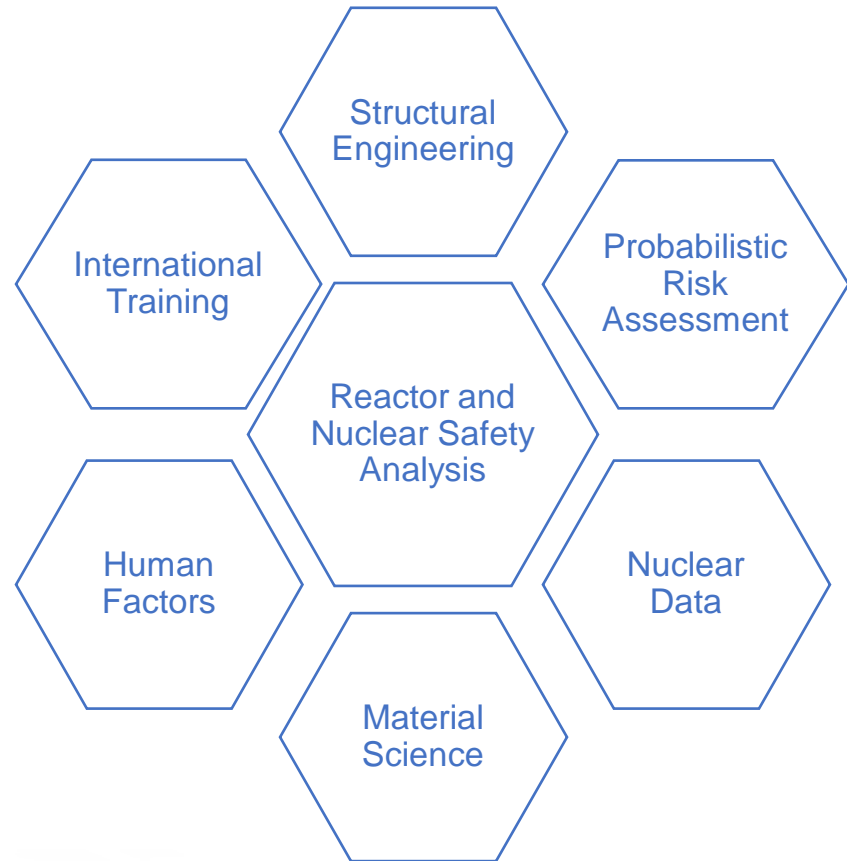 Structural
Engineering
International
Training
Probabilistic
Risk
Assessment
Reactor and
Nuclear Safety
Analysis
Human
Factors
Nuclear
Data
Material
Science